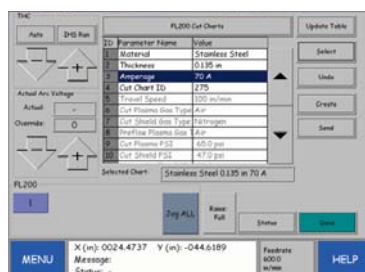 THC
FL200 Cut Charts
Update Table
Auto
IHS Run
ID Parameter Name Value
1 Material Stainless Steel
2 Thickness 0.135 in
3 Amperage 70 A
4 Cut Chart ID 275
5 Travel Speed 100 in/min
6 Cut Plasma Gas Type Air
7 Cut Shield Gas Type Nitrogen
8 Preflow Plasma Gas Air
9 Cut Plasma PSI 65.0 psi
10 Cut Shield PSI 47.0 psi
Select
Undo
Create
Send
Actual Arc Voltage
Actual: -
Override: 0
Selected Chart: Stainless Steel 0.135 in 70 A
FL200
1
Jog ALL
Raise: Full
Status
X (in): 0024.4737 Y (in): -044.6189
Message:
Status: -
Feedrate
600.0
in/min
MENU
HELP